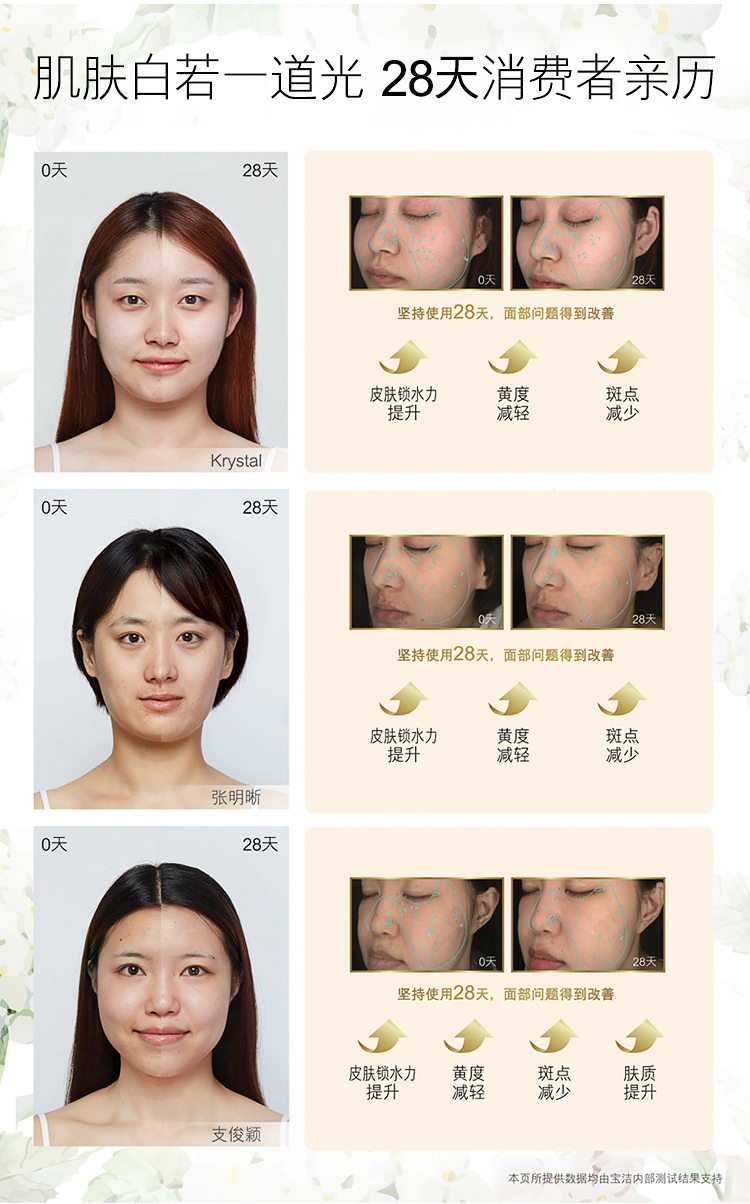 肌肤白若一道光 28天消费者亲历
0天 28天
Krystal
0天 28天
坚持使用28天，面部问题得到改善
皮肤锁水力 黄度 斑点
提升 减轻 减少
0天 28天
张明晰
0天 28天
坚持使用28天，面部问题得到改善
皮肤锁水力 黄度 斑点
提升 减轻 减少
0天 28天
支俊颖
0天 28天
坚持使用28天，面部问题得到改善
皮肤锁水力 黄度 斑点 肤质
提升 减轻 减少 提升
本页所提供数据均由宝洁内部测试结果支持